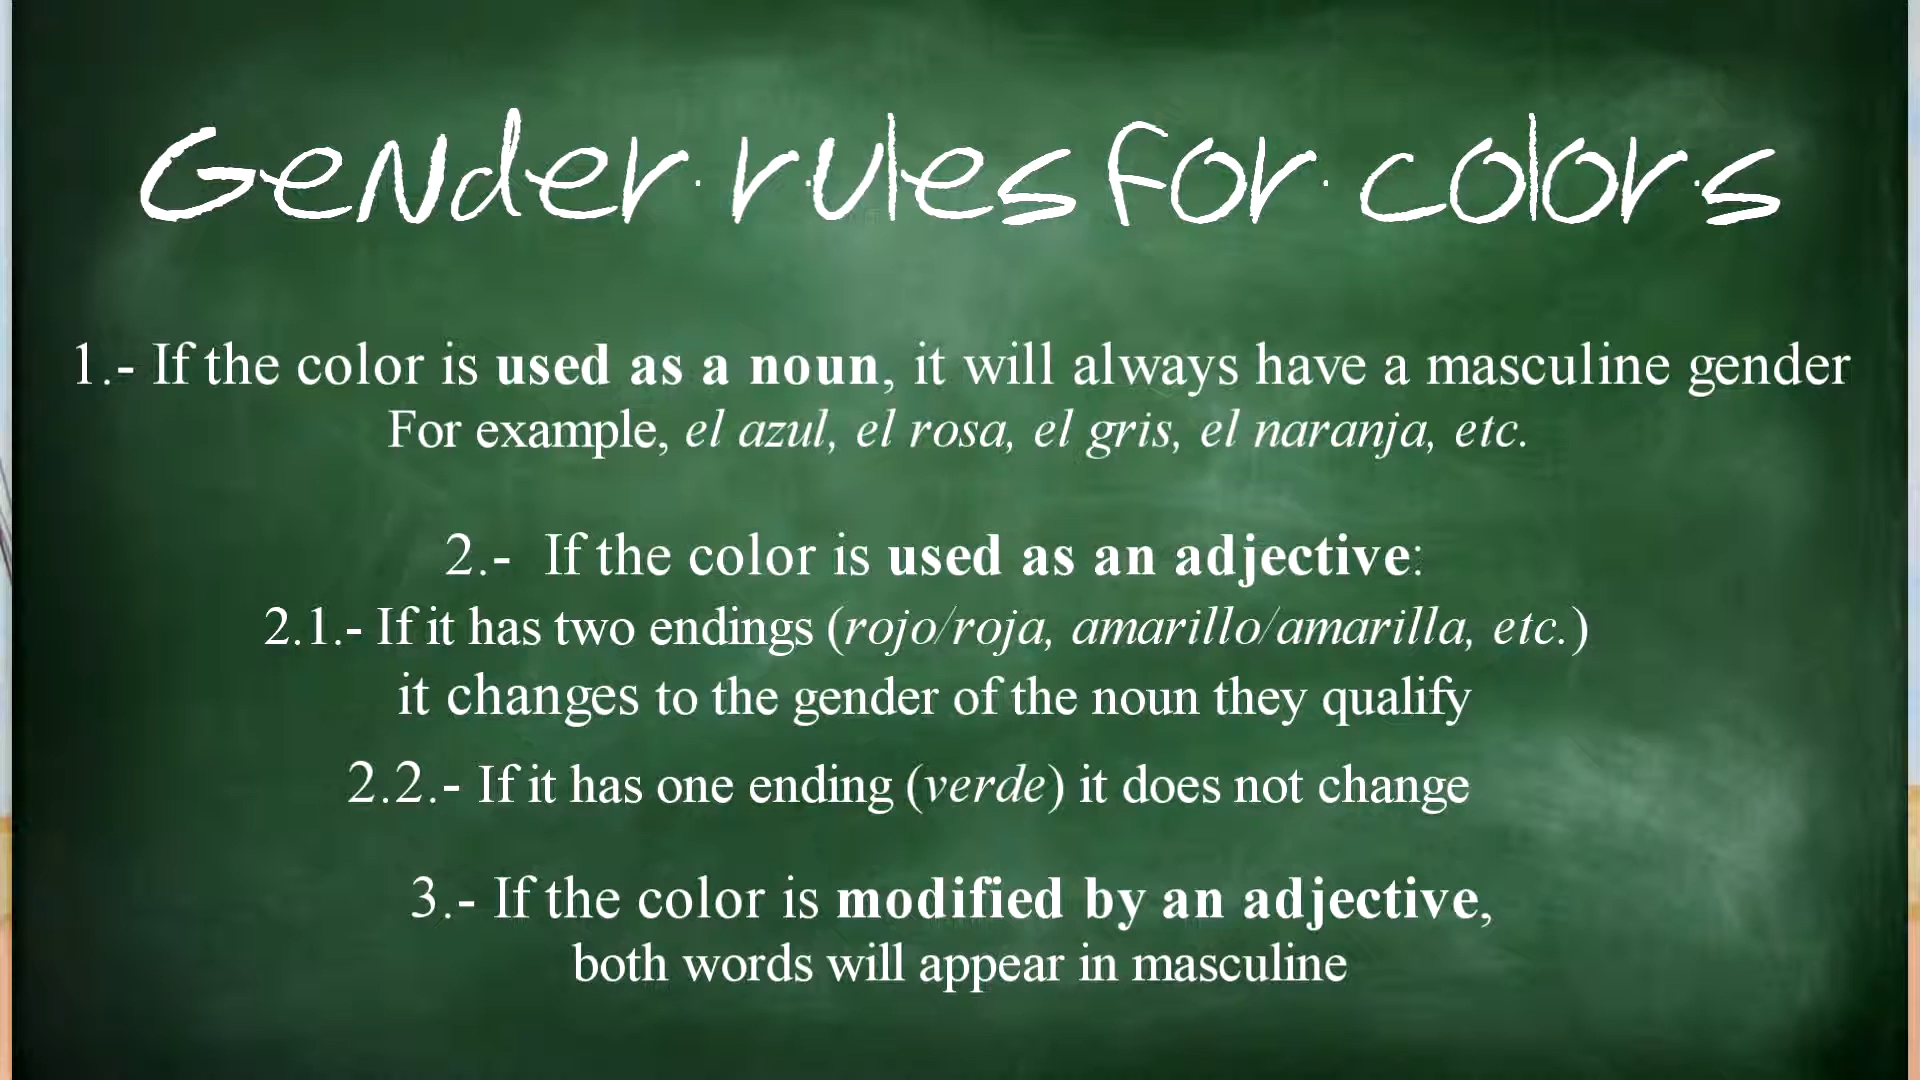 Gender rules for colors
1.- If the color is used as a noun, it will always have a masculine gender
For example, el azul, el rosa, el gris, el naranja, etc.
2.- If the color is used as an adjective:
2.1.- If it has two endings (rojo/roja, amarillo/amarilla, etc.)
it changes to the gender of the noun they qualify
2.2.- If it has one ending (verde) it does not change
3.- If the color is modified by an adjective,
both words will appear in masculine